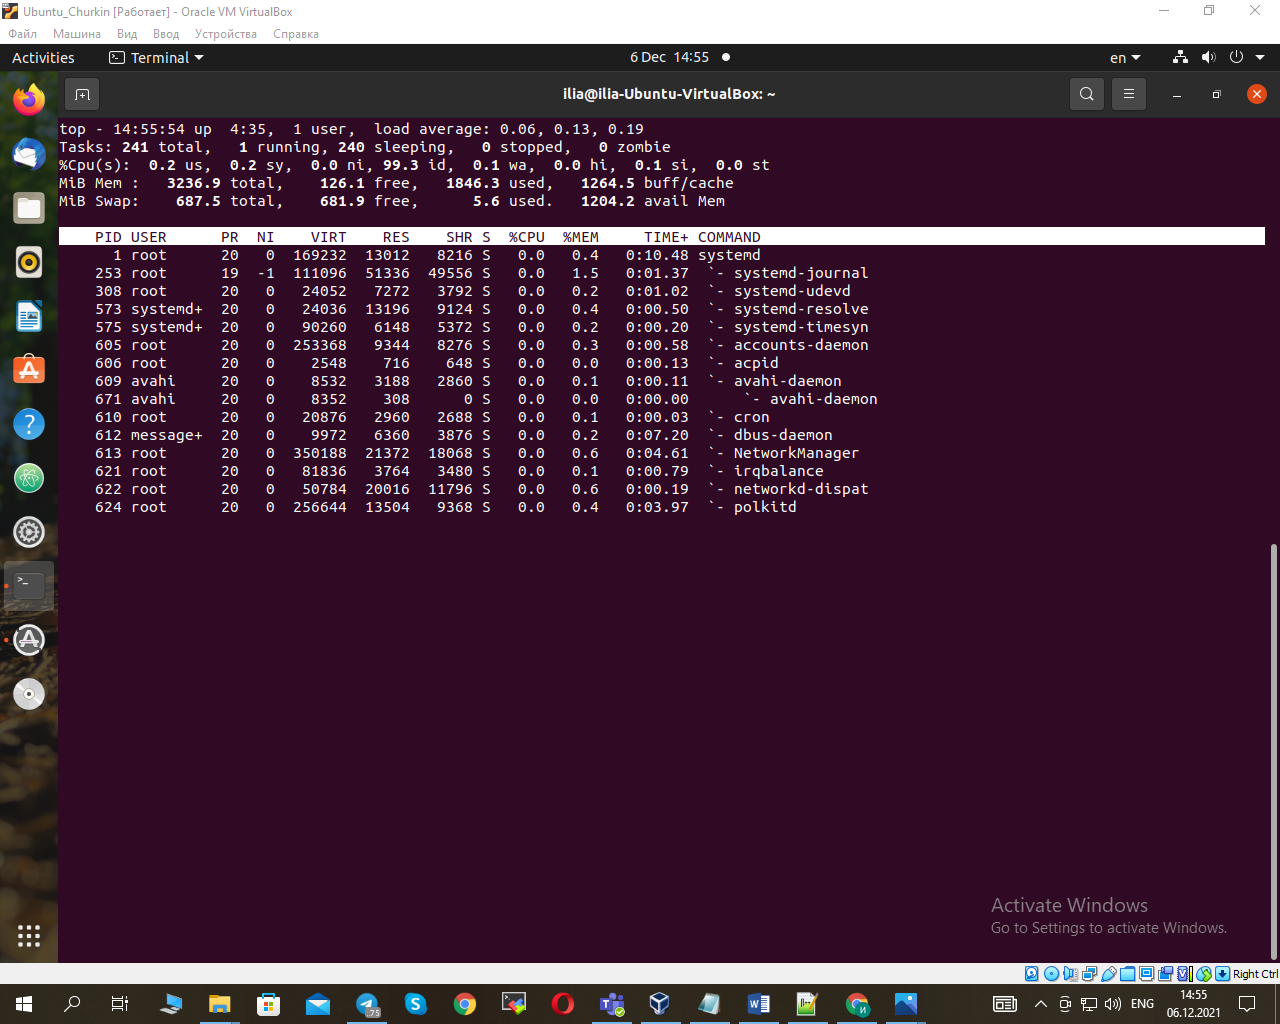 Ubuntu_Churkin [Работает] - Oracle VM VirtualBox
Файл Машина Вид Ввод Устройства Справка
Activities Terminal 6 Dec 14:55 en
ilia@ilia-Ubuntu-VirtualBox: ~
top - 14:55:54 up  4:35,  1 user,  load average: 0.06, 0.13, 0.19
Tasks: 241 total,   1 running, 240 sleeping,   0 stopped,   0 zombie
%Cpu(s):  0.2 us,  0.2 sy,  0.0 ni, 99.3 id,  0.1 wa,  0.0 hi,  0.1 si,  0.0 st
MiB Mem :   3236.9 total,    126.1 free,   1846.3 used,   1264.5 buff/cache
MiB Swap:    687.5 total,    681.9 free,      5.6 used.   1204.2 avail Mem
    PID USER      PR  NI    VIRT    RES    SHR S  %CPU  %MEM     TIME+ COMMAND
      1 root      20   0  169232  13012   8216 S   0.0   0.4   0:10.48 systemd
    253 root      19  -1  111096  51336  49556 S   0.0   1.5   0:01.37  `- systemd-journal
    308 root      20   0   24052   7272   3792 S   0.0   0.2   0:01.02  `- systemd-udevd
    573 systemd+  20   0   24036  13196   9124 S   0.0   0.4   0:00.50  `- systemd-resolve
    575 systemd+  20   0   90260   6148   5372 S   0.0   0.2   0:00.20  `- systemd-timesyn
    605 root      20   0  253368   9344   8276 S   0.0   0.3   0:00.58  `- accounts-daemon
    606 root      20   0    2548    716    648 S   0.0   0.0   0:00.13  `- acpid
    609 avahi     20   0    8532   3188   2860 S   0.0   0.1   0:00.11  `- avahi-daemon
    671 avahi     20   0    8352    308      0 S   0.0   0.0   0:00.00      `- avahi-daemon
    610 root      20   0   20876   2960   2688 S   0.0   0.1   0:00.03  `- cron
    612 message+  20   0    9972   6360   3876 S   0.0   0.2   0:07.20  `- dbus-daemon
    613 root      20   0  350188  21372  18068 S   0.0   0.6   0:04.61  `- NetworkManager
    621 root      20   0   81836   3764   3480 S   0.0   0.1   0:00.79  `- irqbalance
    622 root      20   0   50784  20016  11796 S   0.0   0.6   0:00.19  `- networkd-dispat
    624 root      20   0  256644  13504   9368 S   0.0   0.4   0:03.97  `- polkitd
Activate Windows
Go to Settings to activate Windows.
Right Ctrl
.75
ENG
14:55
06.12.2021